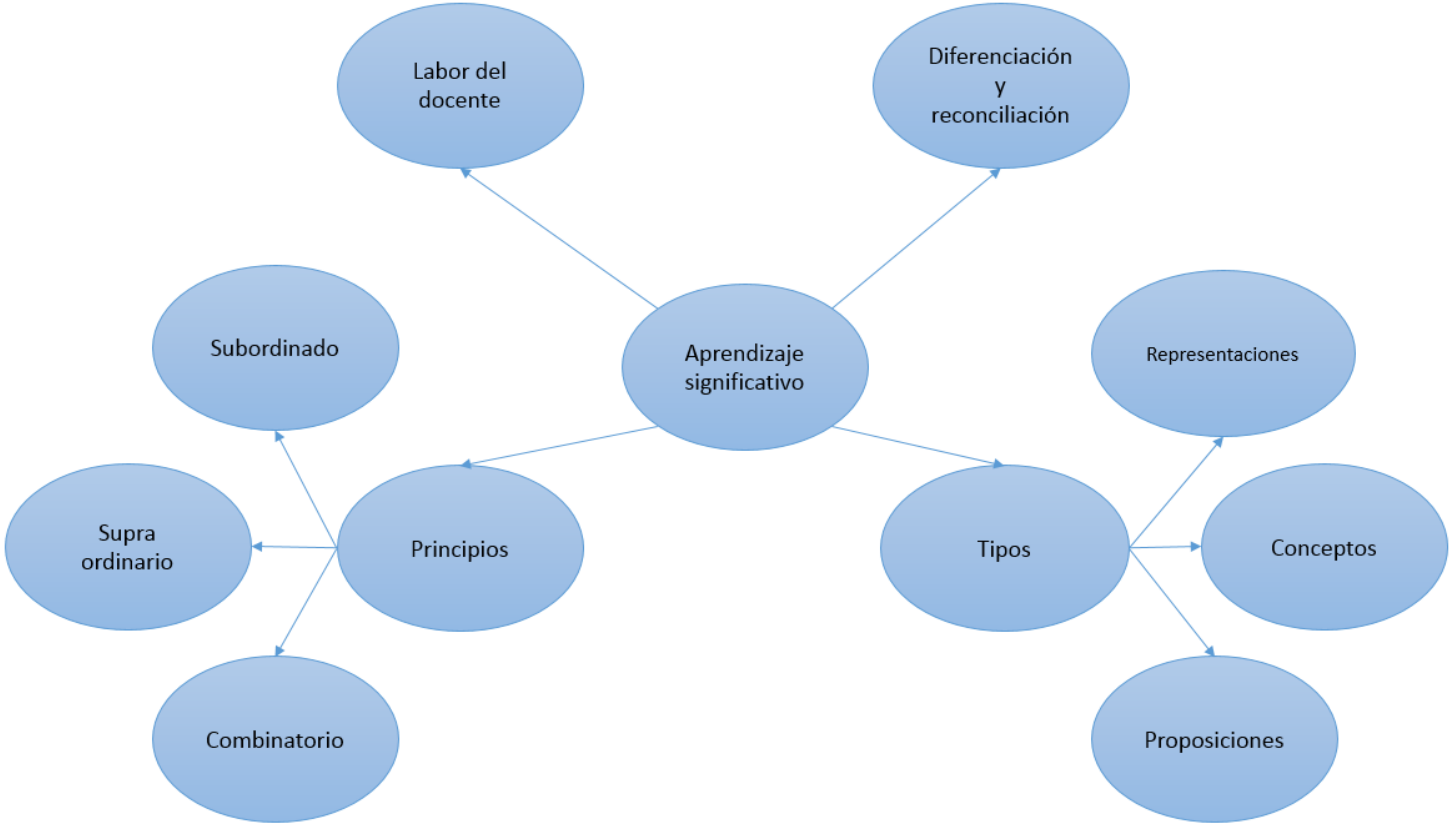 Labor del
docente
Diferenciación
y
reconciliación
Aprendizaje
significativo
Subordinado
Supra
ordinario
Combinatorio
Principios
Tipos
Representaciones
Conceptos
Proposiciones